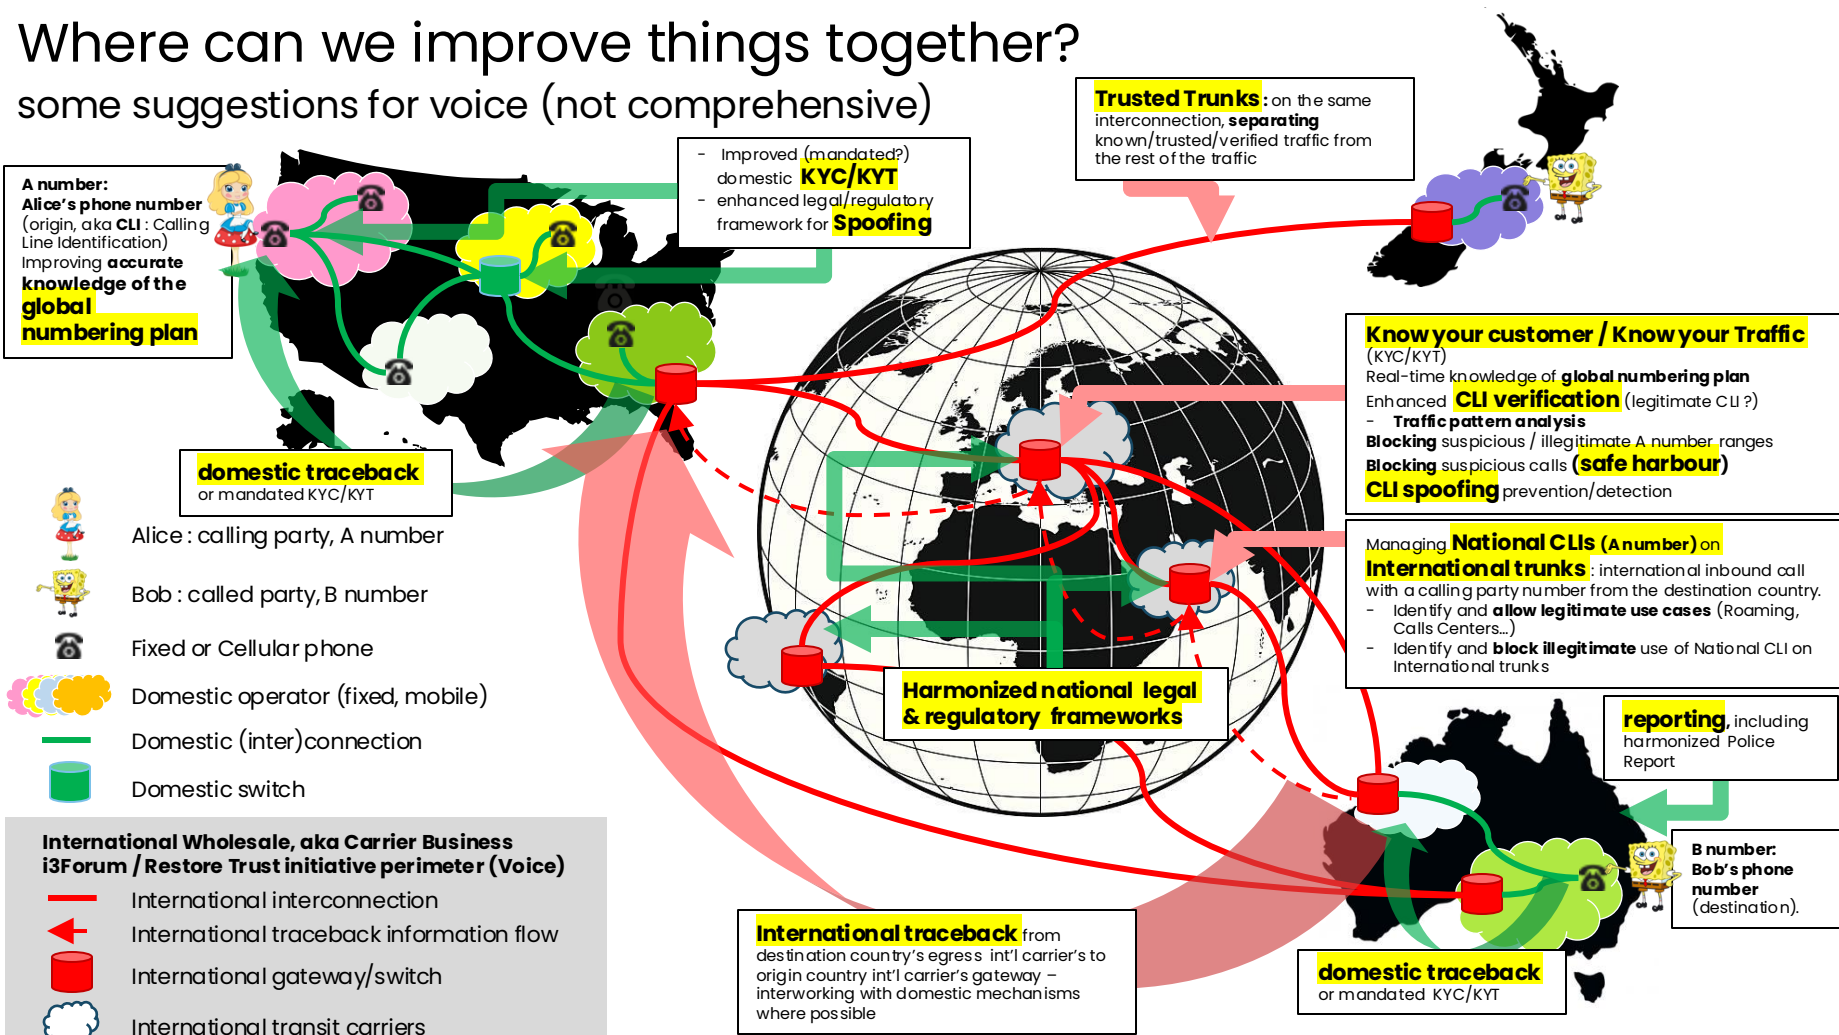 Where can we improve things together?
some suggestions for voice (not comprehensive)
A number:
Alice's phone number
(origin, aka CLI : Calling
Line Identification)
Improving accurate
knowledge of the
global
numbering plan
- Improved (mandated?)
domestic KYC/KYT
- enhanced legal/regulatory
framework for Spoofing
Trusted Trunks: on the same
interconnection, separating
known/trusted/verified traffic from
the rest of the traffic
Know your customer / Know your Traffic
(KYC/KYT)
Real-time knowledge of global numbering plan
Enhanced CLI verification (legitimate CLI ?)
- Traffic pattern analysis
Blocking suspicious / illegitimate A number ranges
Blocking suspicious calls (safe harbour)
CLI spoofing prevention/detection
domestic traceback
or mandated KYC/KYT
Managing National CLIs (A number) on
International trunks : international inbound call
with a calling party number from the destination country.
- Identify and allow legitimate use cases (Roaming,
Calls Centers...)
- Identify and block illegitimate use of National CLI on
International trunks
Harmonized national legal
& regulatory frameworks
reporting, including
harmonized Police
Report
B number:
Bob's phone
number
(destination).
International traceback from
destination country's egress int'l carrier's to
origin country int'l carrier's gateway –
interworking with domestic mechanisms
where possible
domestic traceback
or mandated KYC/KYT
Alice : calling party, A number
Bob : called party, B number
Fixed or Cellular phone
Domestic operator (fixed, mobile)
Domestic (inter)connection
Domestic switch
International Wholesale, aka Carrier Business
i3Forum / Restore Trust initiative perimeter (Voice)
International interconnection
International traceback information flow
International gateway/switch
International transit carriers